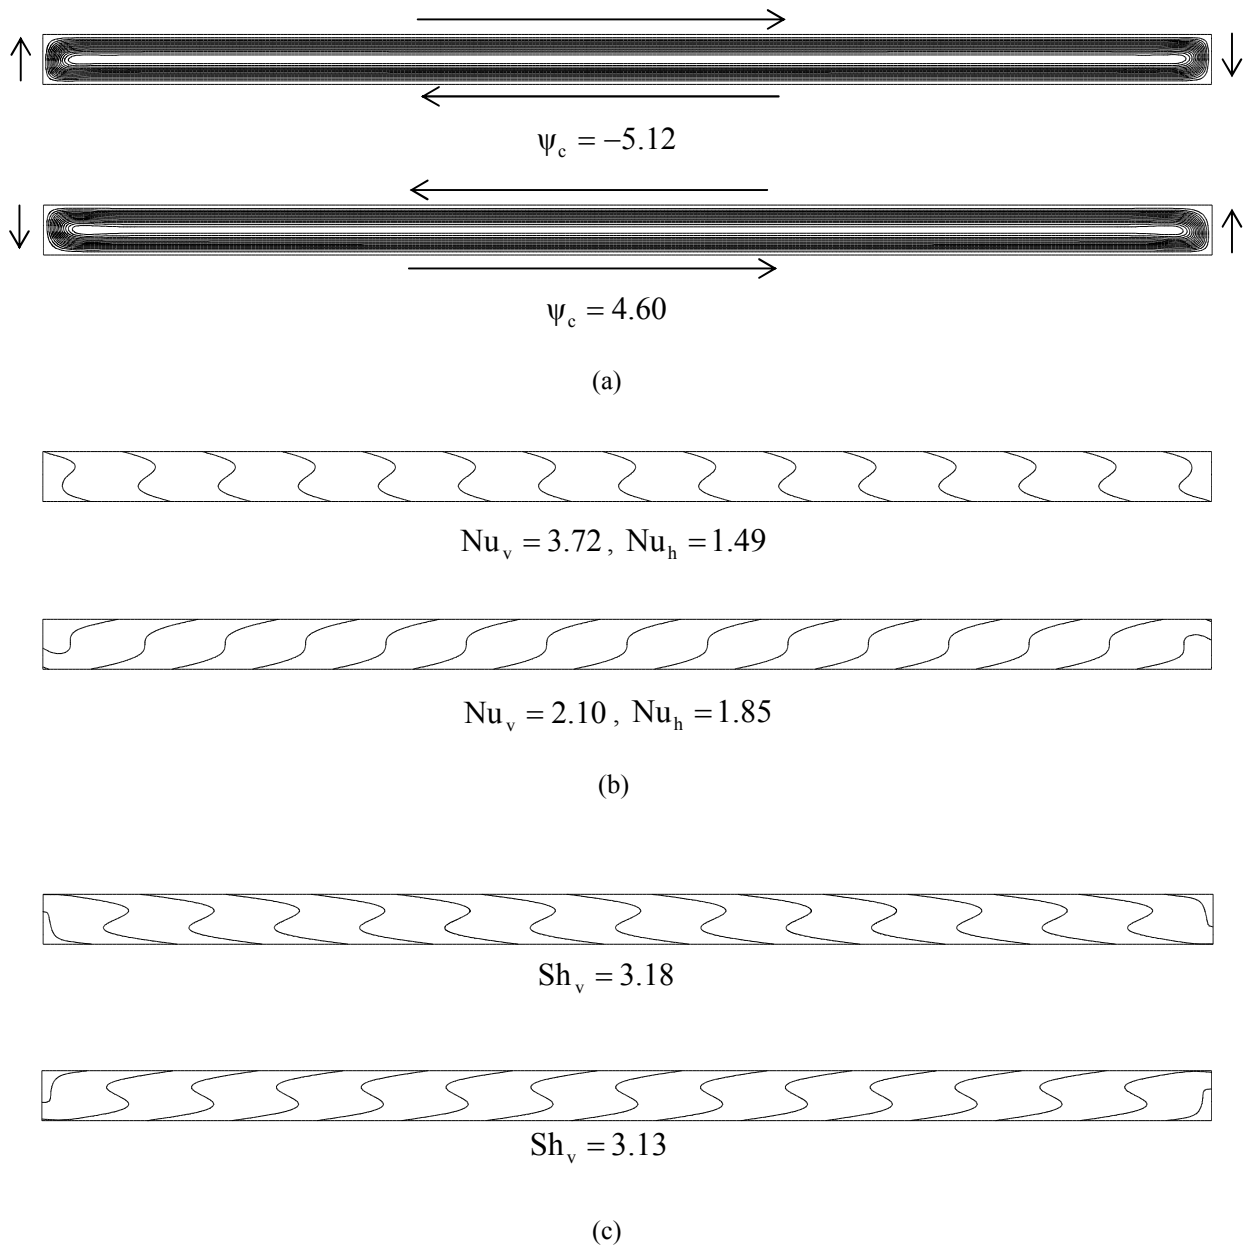 ψ_c = −5.12
ψ_c = 4.60
(a)
Nu_v = 3.72 , Nu_h = 1.49
Nu_v = 2.10 , Nu_h = 1.85
(b)
Sh_v = 3.18
Sh_v = 3.13
(c)